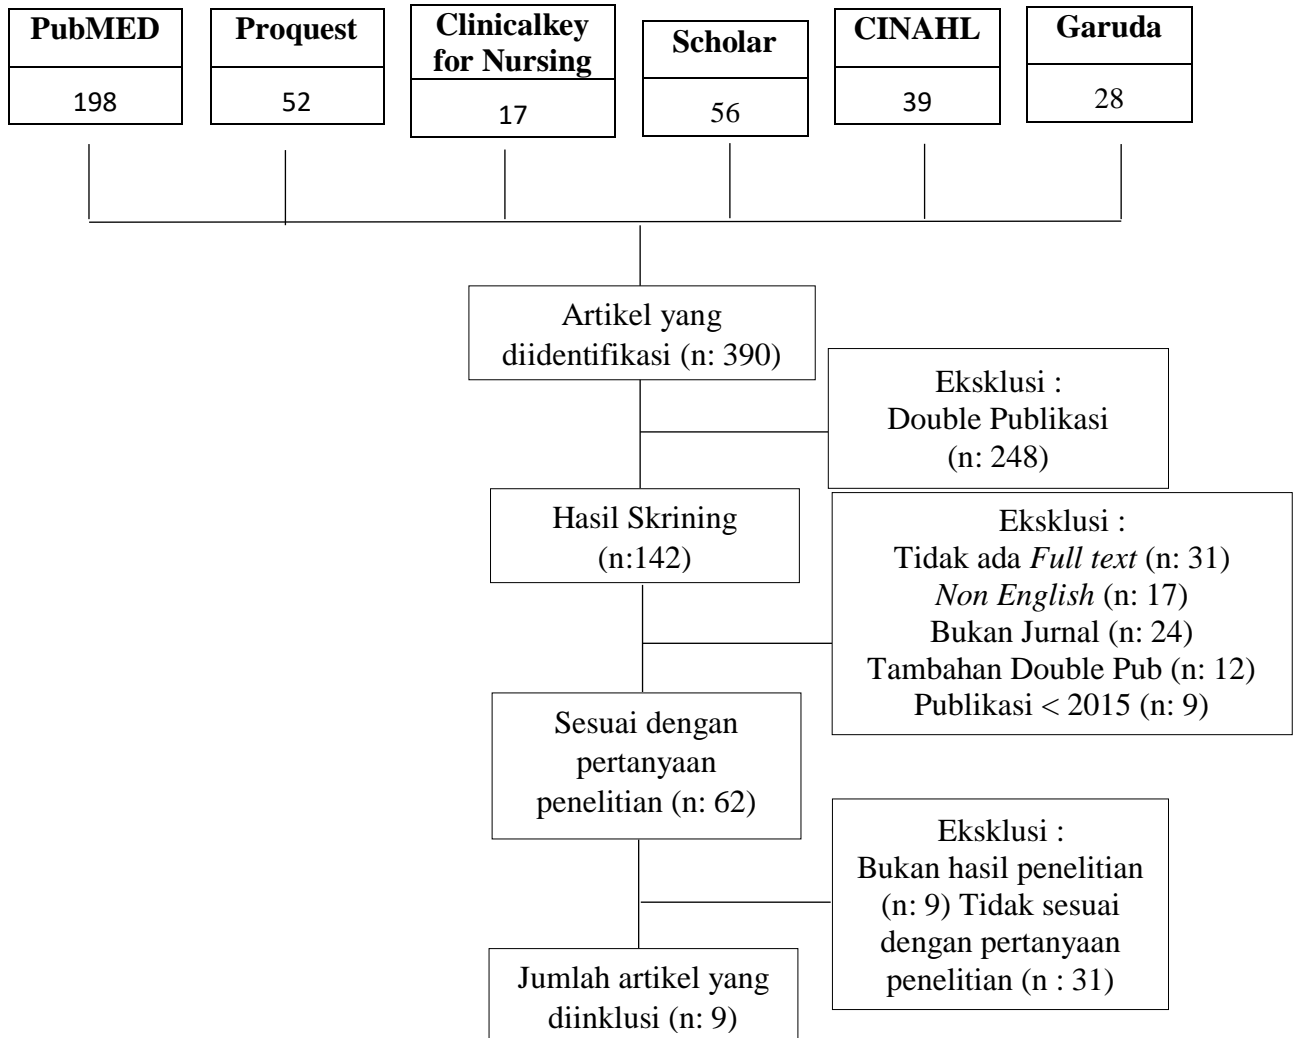 PubMED
198
Proquest
52
Clinicalkey
for Nursing
17
Scholar
56
CINAHL
39
Garuda
28
Artikel yang
diidentifikasi (n: 390)
Eksklusi :
Double Publikasi
(n: 248)
Hasil Skrining
(n:142)
Eksklusi :
Tidak ada Full text (n: 31)
Non English (n: 17)
Bukan Jurnal (n: 24)
Tambahan Double Pub (n: 12)
Publikasi < 2015 (n: 9)
Sesuai dengan
pertanyaan
penelitian (n: 62)
Eksklusi :
Bukan hasil penelitian
(n: 9) Tidak sesuai
dengan pertanyaan
penelitian (n : 31)
Jumlah artikel yang
diinklusi (n: 9)